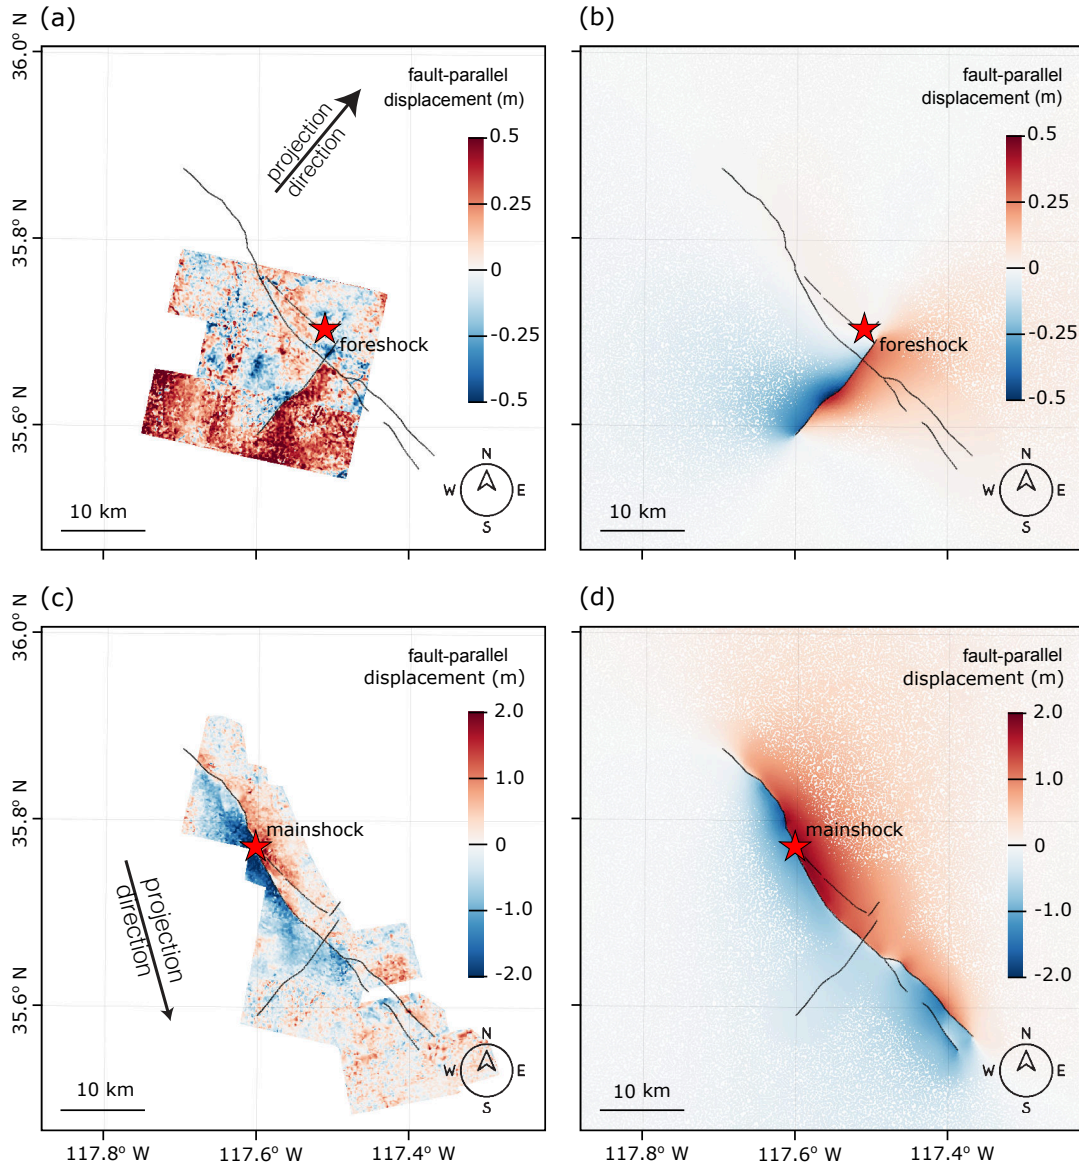 (a)
36.0° N
35.8° N
35.6° N
fault-parallel
displacement (m)
projection
direction
0.5
0.25
0
-0.25
-0.5
foreshock
N
W
E
S
10 km
(b)
fault-parallel
displacement (m)
0.5
0.25
0
-0.25
-0.5
foreshock
N
W
E
S
10 km
(c)
36.0° N
35.8° N
35.6° N
fault-parallel
displacement (m)
2.0
1.0
0
-1.0
-2.0
mainshock
projection
direction
N
W
E
S
10 km
117.8° W
117.6° W
117.4° W
(d)
fault-parallel
displacement (m)
2.0
1.0
0
-1.0
-2.0
mainshock
N
W
E
S
10 km
117.8° W
117.6° W
117.4° W